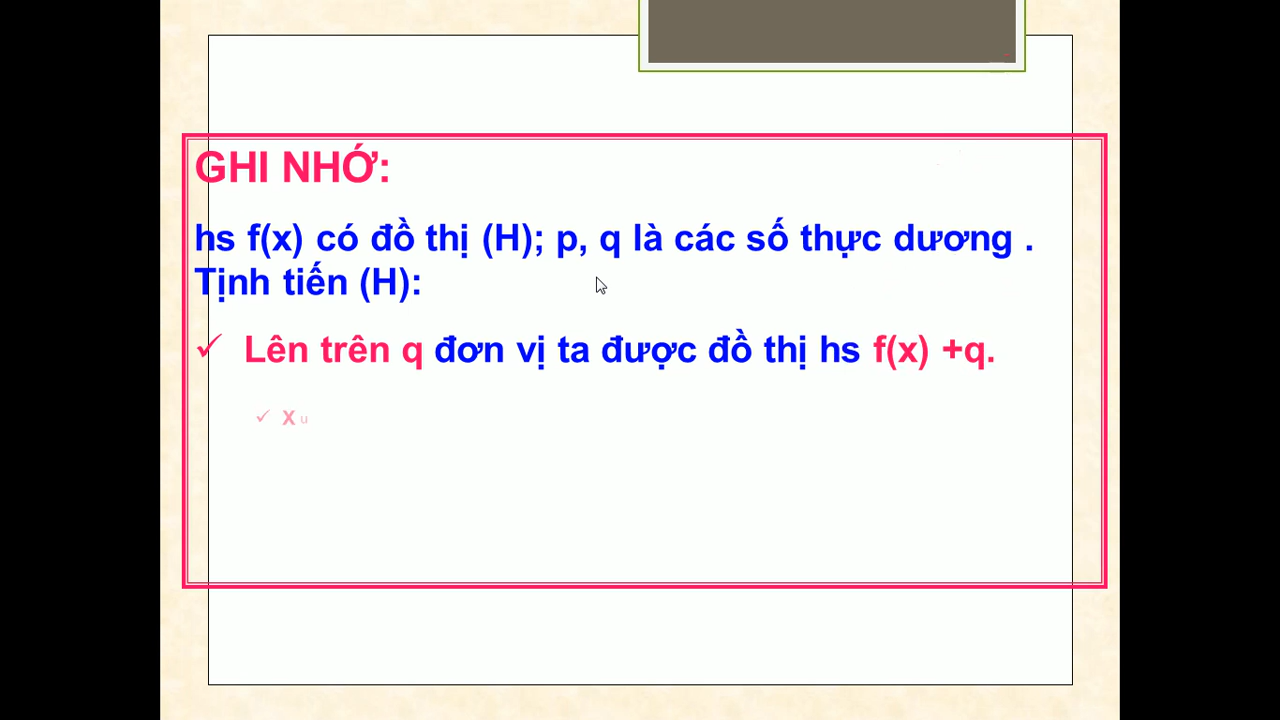 GHI NHỚ:
hs f(x) có đồ thị (H); p, q là các số thực dương .
Tịnh tiến (H):
✓ Lên trên q đơn vị ta được đồ thị hs f(x) +q.
✓ X u